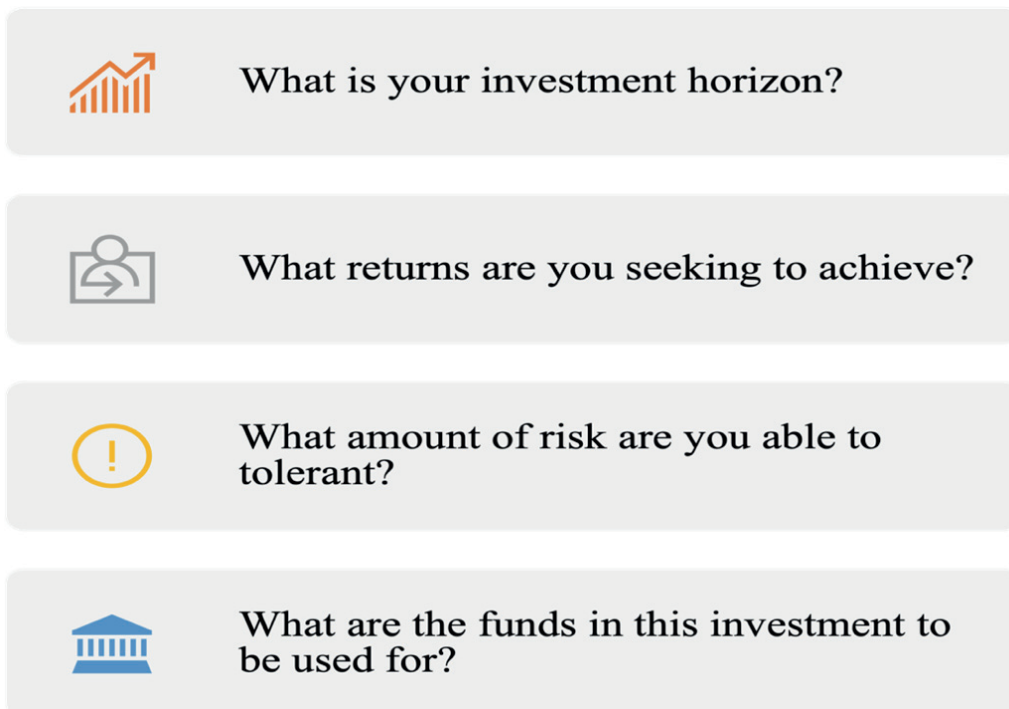 What is your investment horizon?
What returns are you seeking to achieve?
What amount of risk are you able to
tolerant?
What are the funds in this investment to
be used for?